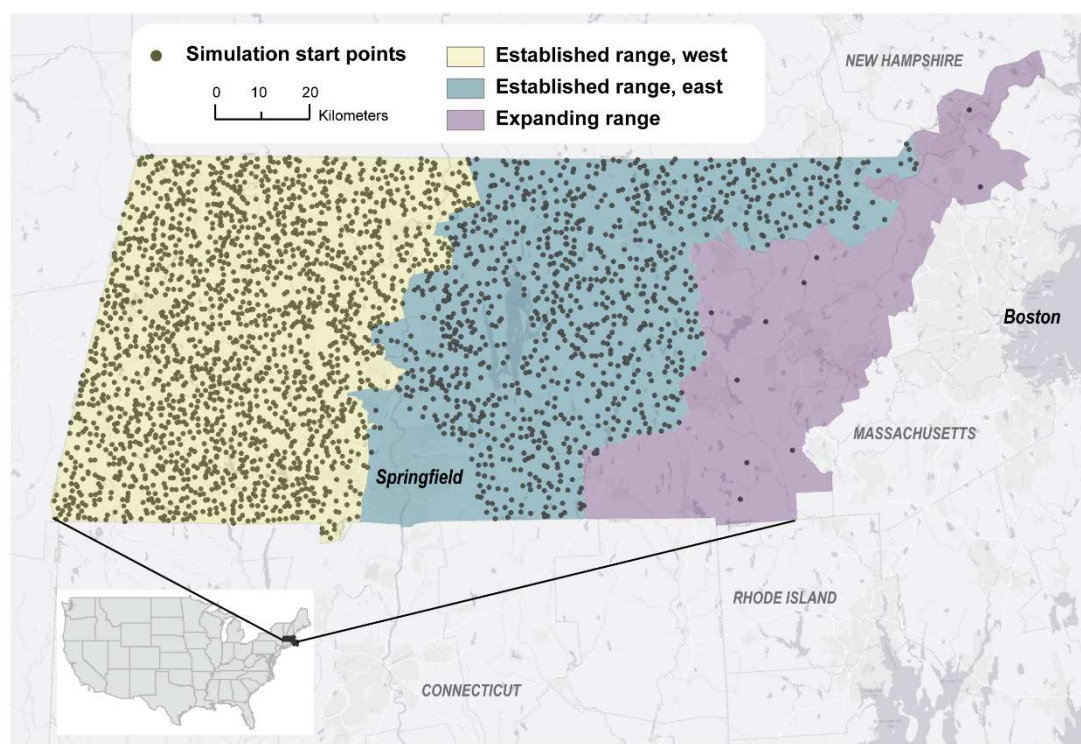 Simulation start points
0 10 20
Kilometers
Established range, west
Established range, east
Expanding range
NEW HAMPSHIRE
Boston
MASSACHUSETTS
Springfield
RHODE ISLAND
CONNECTICUT